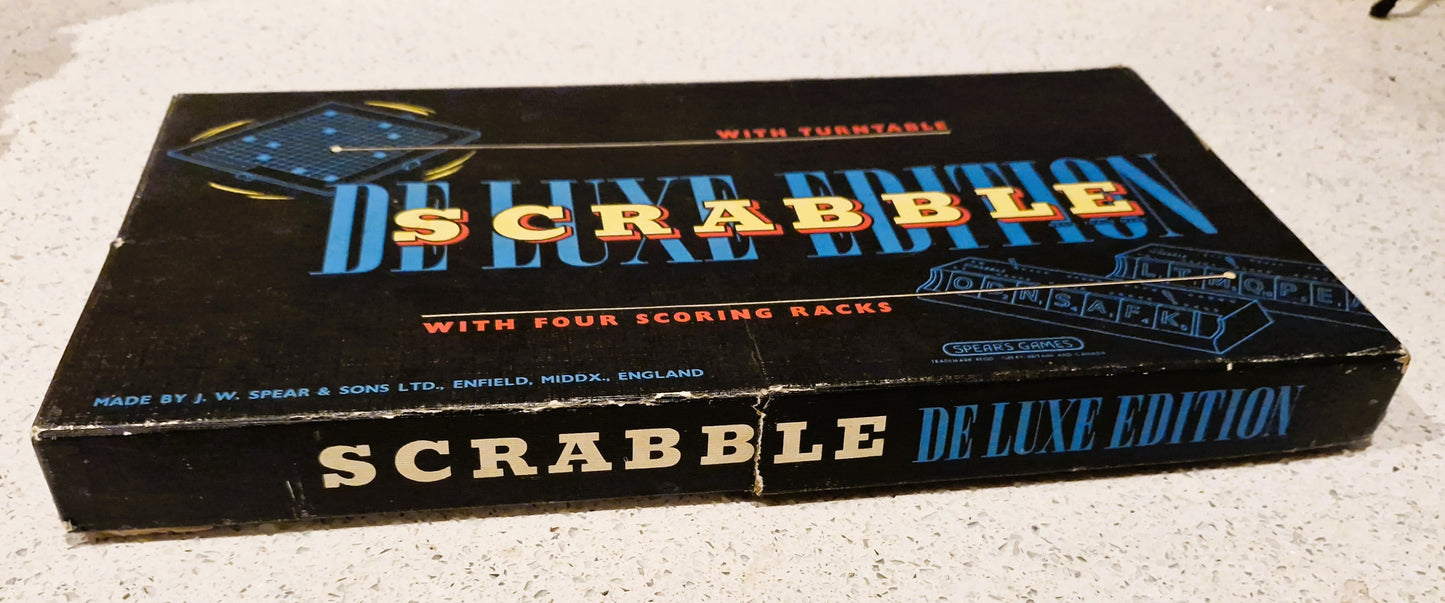 WITH TURNTABLE
DE LUXE EDITION
SCRABBLE
L. T. M. Q. P. E.
O. D. N. S. A. F. K.
WITH FOUR SCORING RACKS
SPEAR'S GAMES
MADE BY J. W. SPEAR & SONS LTD., ENFIELD, MIDDX., ENGLAND
SCRABBLE DE LUXE EDITION